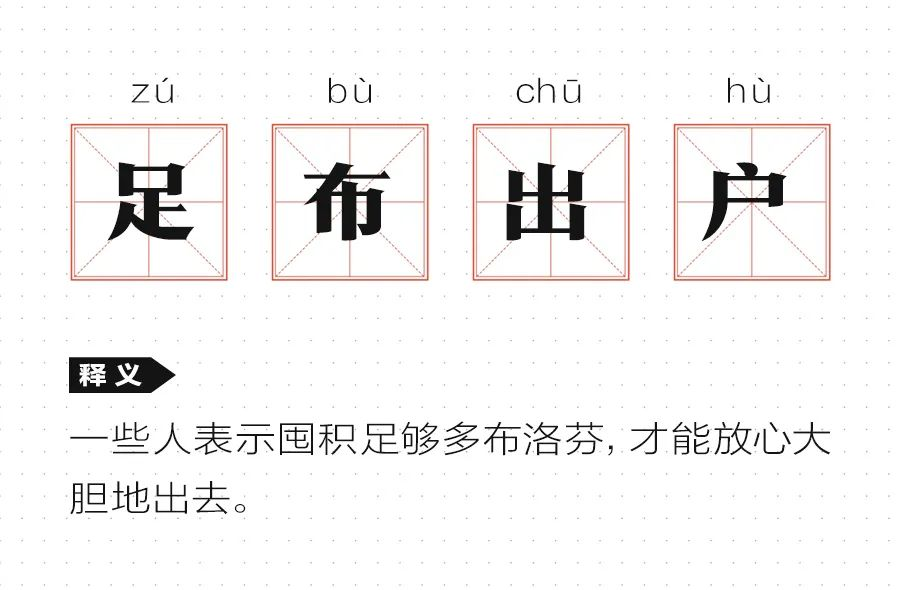 zú bù chū hù
足布出户
释义
一些人表示囤积足够多布洛芬,才能放心大
胆地出去。